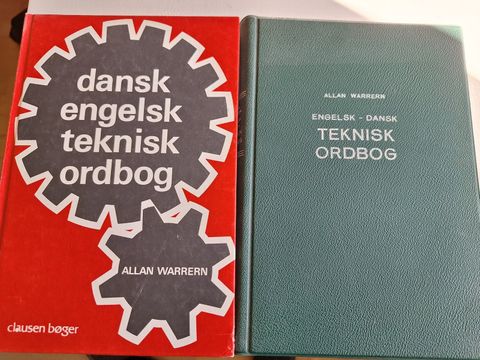 dansk
engelsk
teknisk
ordbog
ALLAN WARRERN
clausen bøger
ALLAN WARRERN
ENGELSK - DANSK
TEKNISK
ORDBOG